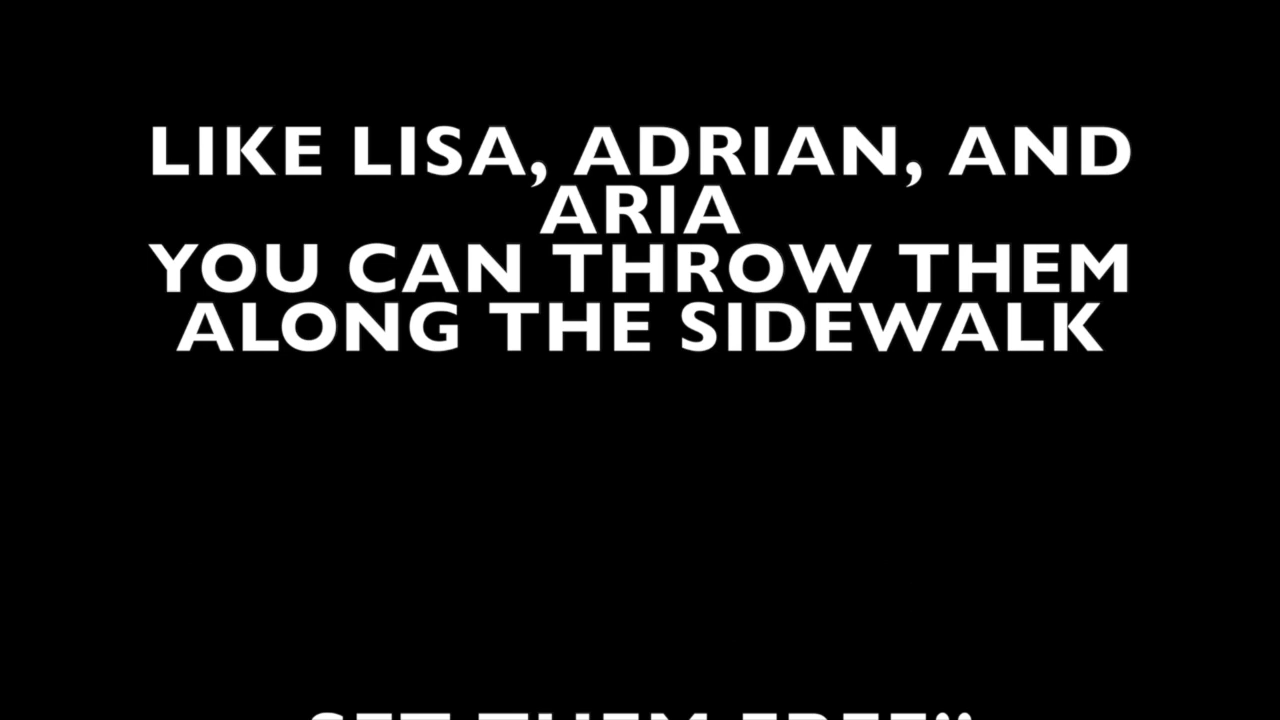 LIKE LISA, ADRIAN, AND
ARIA
YOU CAN THROW THEM
ALONG THE SIDEWALK
SET THEM FREE"